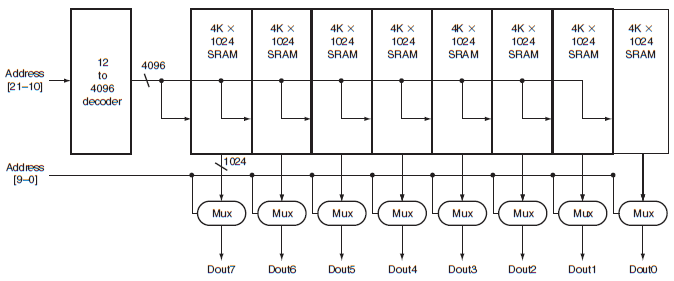 4K × 1024 SRAM
4K × 1024 SRAM
4K × 1024 SRAM
4K × 1024 SRAM
4K × 1024 SRAM
4K × 1024 SRAM
4K × 1024 SRAM
4K × 1024 SRAM
12 to 4096 decoder
4096
Address
[21–10]
1024
Address
[9–0]
Mux Mux Mux Mux Mux Mux Mux Mux
Dout7 Dout6 Dout5 Dout4 Dout3 Dout2 Dout1 Dout0